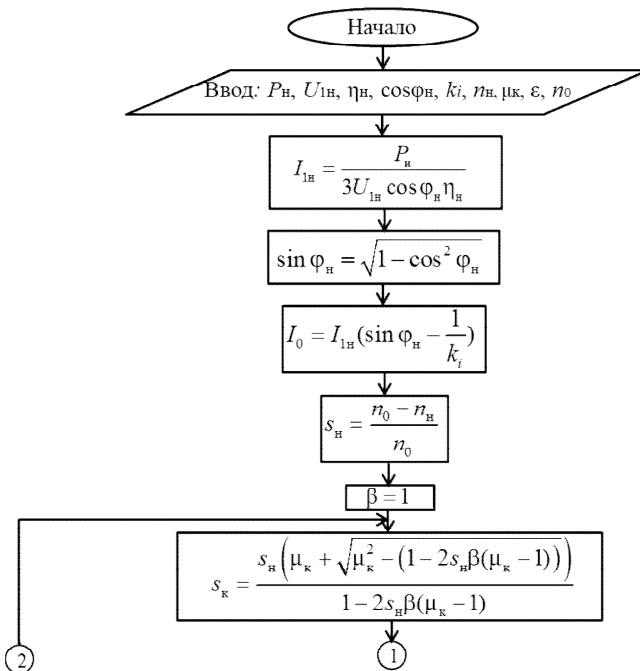 Начало
Ввод: Pн, U1н, ηн, cosφн, ki, nн, μк, ε, n0
I₁н = Pн / (3U₁н cos φн ηн)
sin φн = √(1 − cos² φн)
I₀ = I₁н(sin φн − 1/kᵢ)
sн = (n₀ − nн) / n₀
β = 1
sк = sн(μк + √(μк² − (1 − 2sнβ(μк − 1)))) / (1 − 2sнβ(μк − 1))
2
1